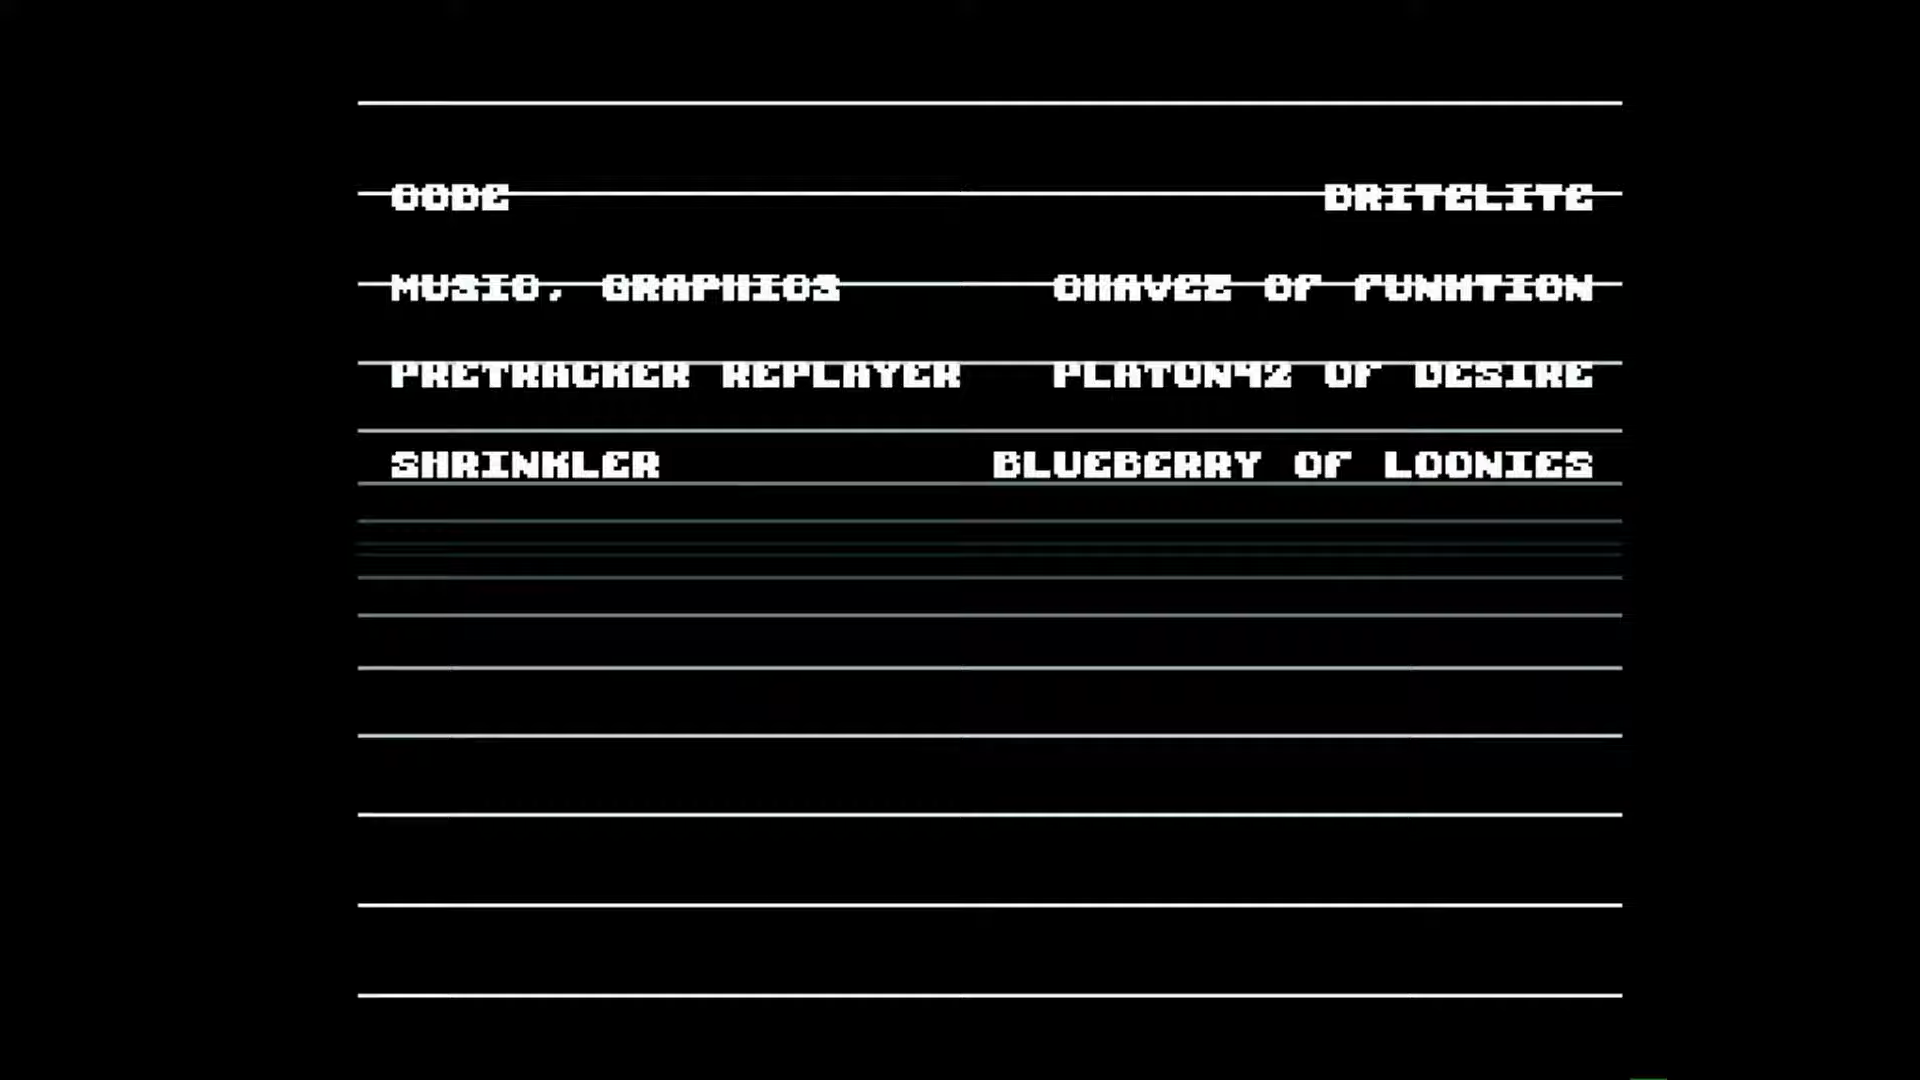 CODE BRITELITE
MUSIC, GRAPHICS CHAVEZ OF FUNKTION
PRETRACKER REPLAYER PLATON42 OF DESIRE
SHRINKLER BLUEBERRY OF LOONIES